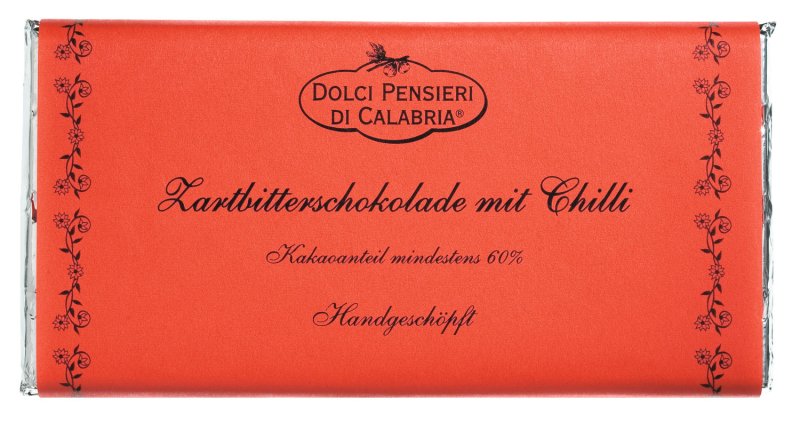 DOLCI PENSIERI
DI CALABRIA®
Zartbitterschokolade mit Chilli
Kakaoanteil mindestens 60%
Handgeschöpft